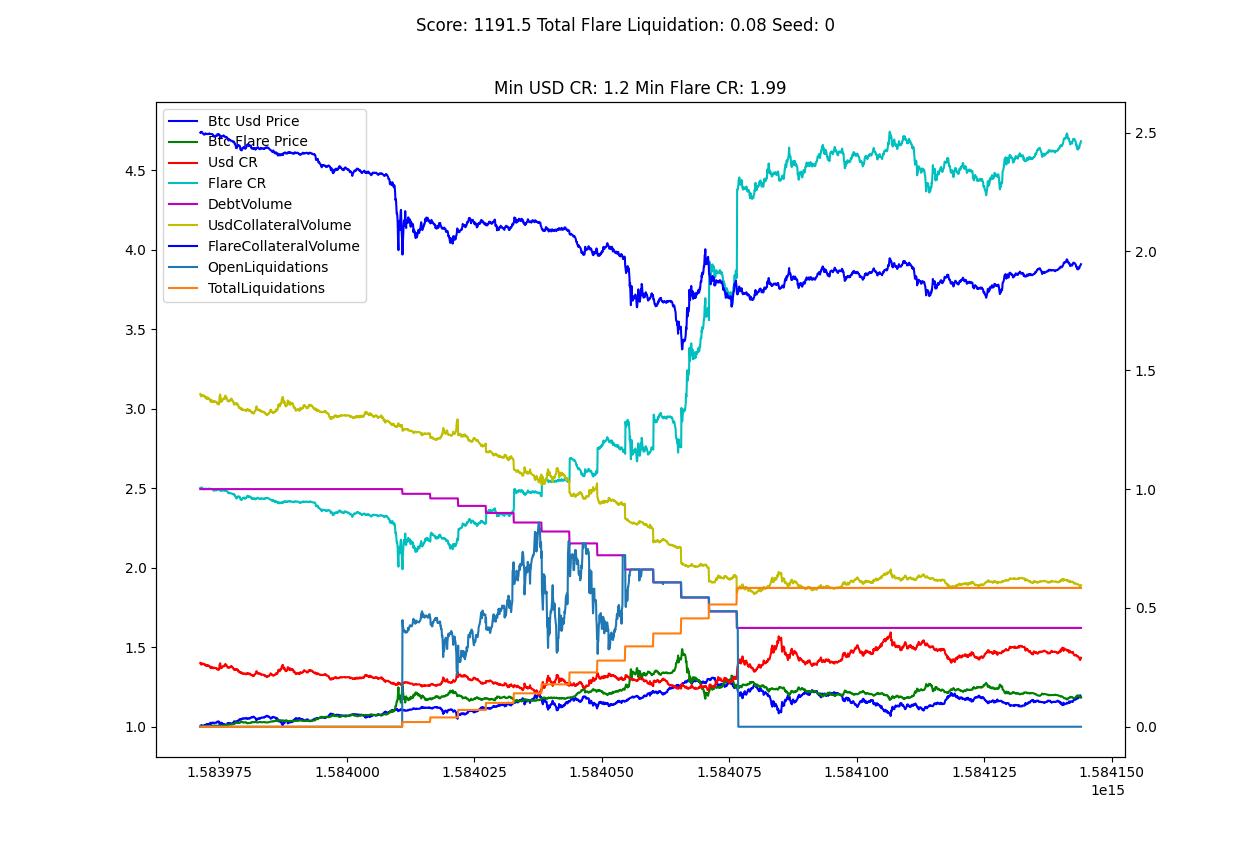 Score: 1191.5 Total Flare Liquidation: 0.08 Seed: 0
Min USD CR: 1.2 Min Flare CR: 1.99
Btc Usd Price
Btc Flare Price
Usd CR
Flare CR
DebtVolume
UsdCollateralVolume
FlareCollateralVolume
OpenLiquidations
TotalLiquidations
4.5
4.0
3.5
3.0
2.5
2.0
1.5
1.0
2.5
2.0
1.5
1.0
0.5
0.0
1.583975
1.584000
1.584025
1.584050
1.584075
1.584100
1.584125
1.584150
1e15